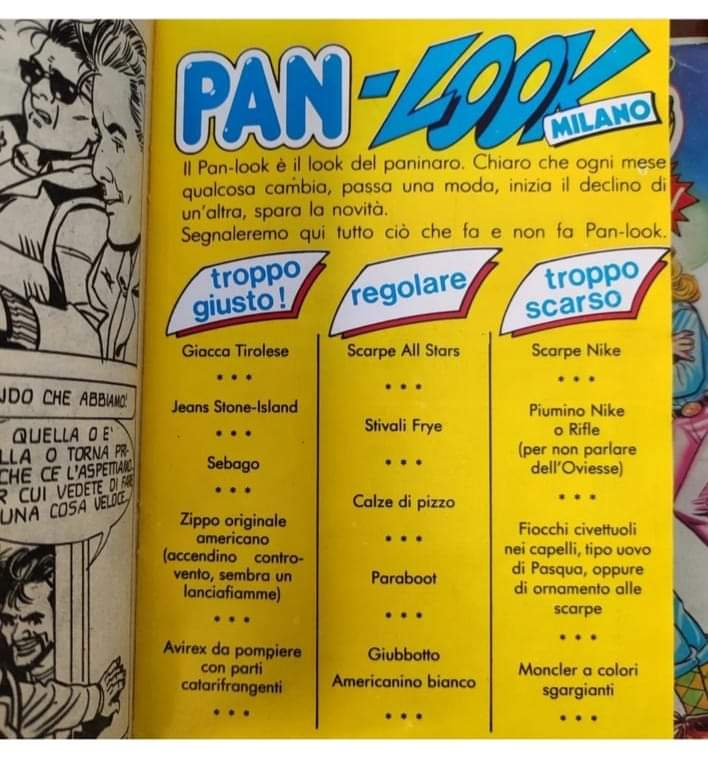 PAN-LOOK
MILANO
Il Pan-look è il look del paninaro. Chiaro che ogni mese
qualcosa cambia, passa una moda, inizia il declino di
un'altra, spara la novità.
Segnaleremo qui tutto ciò che fa e non fa Pan-look.
troppo
giusto!
Giacca Tirolese
• • •
Jeans Stone-Island
• • •
Sebago
• • •
Zippo originale
americano
(accendino contro-
vento, sembra un
lanciafiamme)
• • •
Avirex da pompiere
con parti
catarifrangenti
• • •
regolare
Scarpe All Stars
• • •
Stivali Frye
• • •
Calze di pizzo
• • •
Paraboot
• • •
Giubbotto
Americanino bianco
• • •
troppo
scarso
Scarpe Nike
• • •
Piumino Nike
o Rifle
(per non parlare
dell'Oviesse)
• • •
Fiocchi civettuoli
nei capelli, tipo uovo
di Pasqua, oppure
di ornamento alle
scarpe
• • •
Moncler a colori
sgargianti
• • •
CHE ABBIAMO!
QUELLA O E'
O TORNA PRI-
CHE CE L'ASPETTIAMO
CUI VEDETE DI FARE
UNA COSA VELOCE